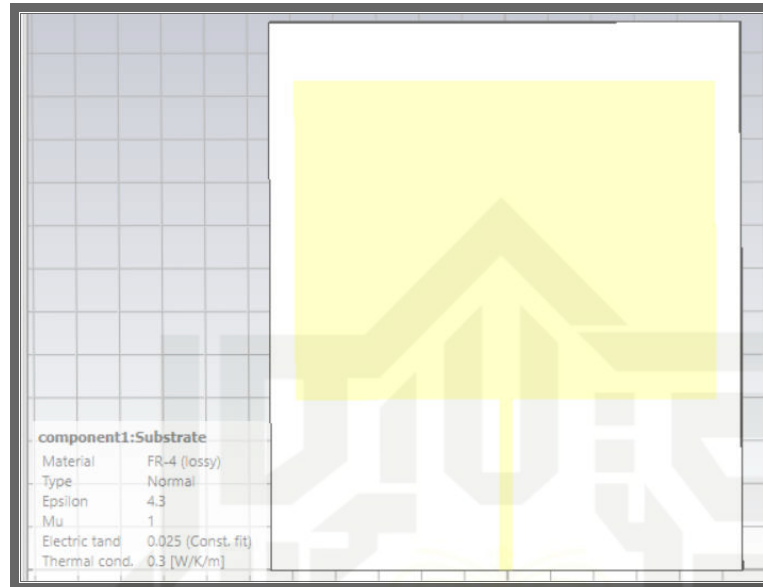 component1:Substrate
Material FR-4 (lossy)
Type Normal
Epsilon 4.3
Mu 1
Electric tand 0.025 (Const. fit)
Thermal cond. 0.3 [W/K/m]